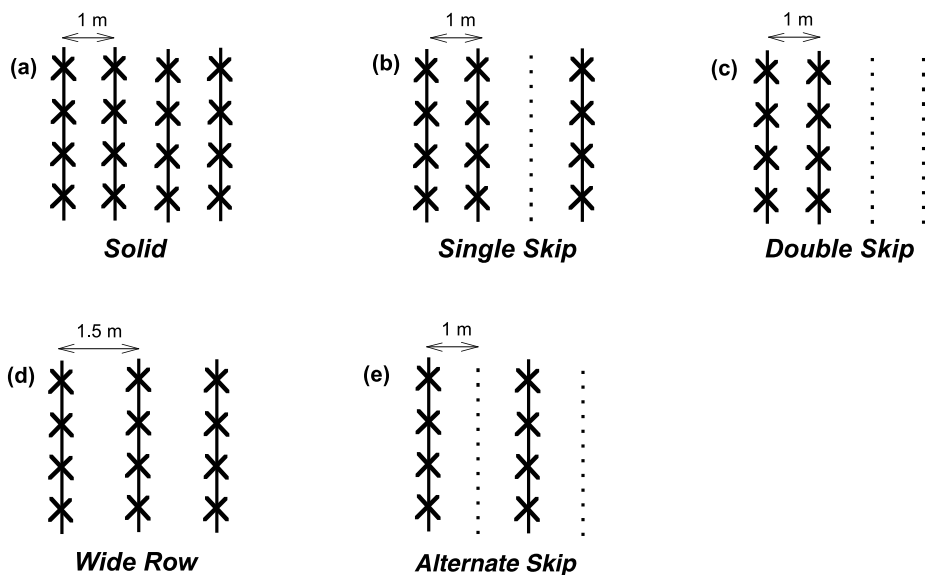 1 m
(a)
Solid
1 m
(b)
Single Skip
1 m
(c)
Double Skip
1.5 m
(d)
Wide Row
1 m
(e)
Alternate Skip